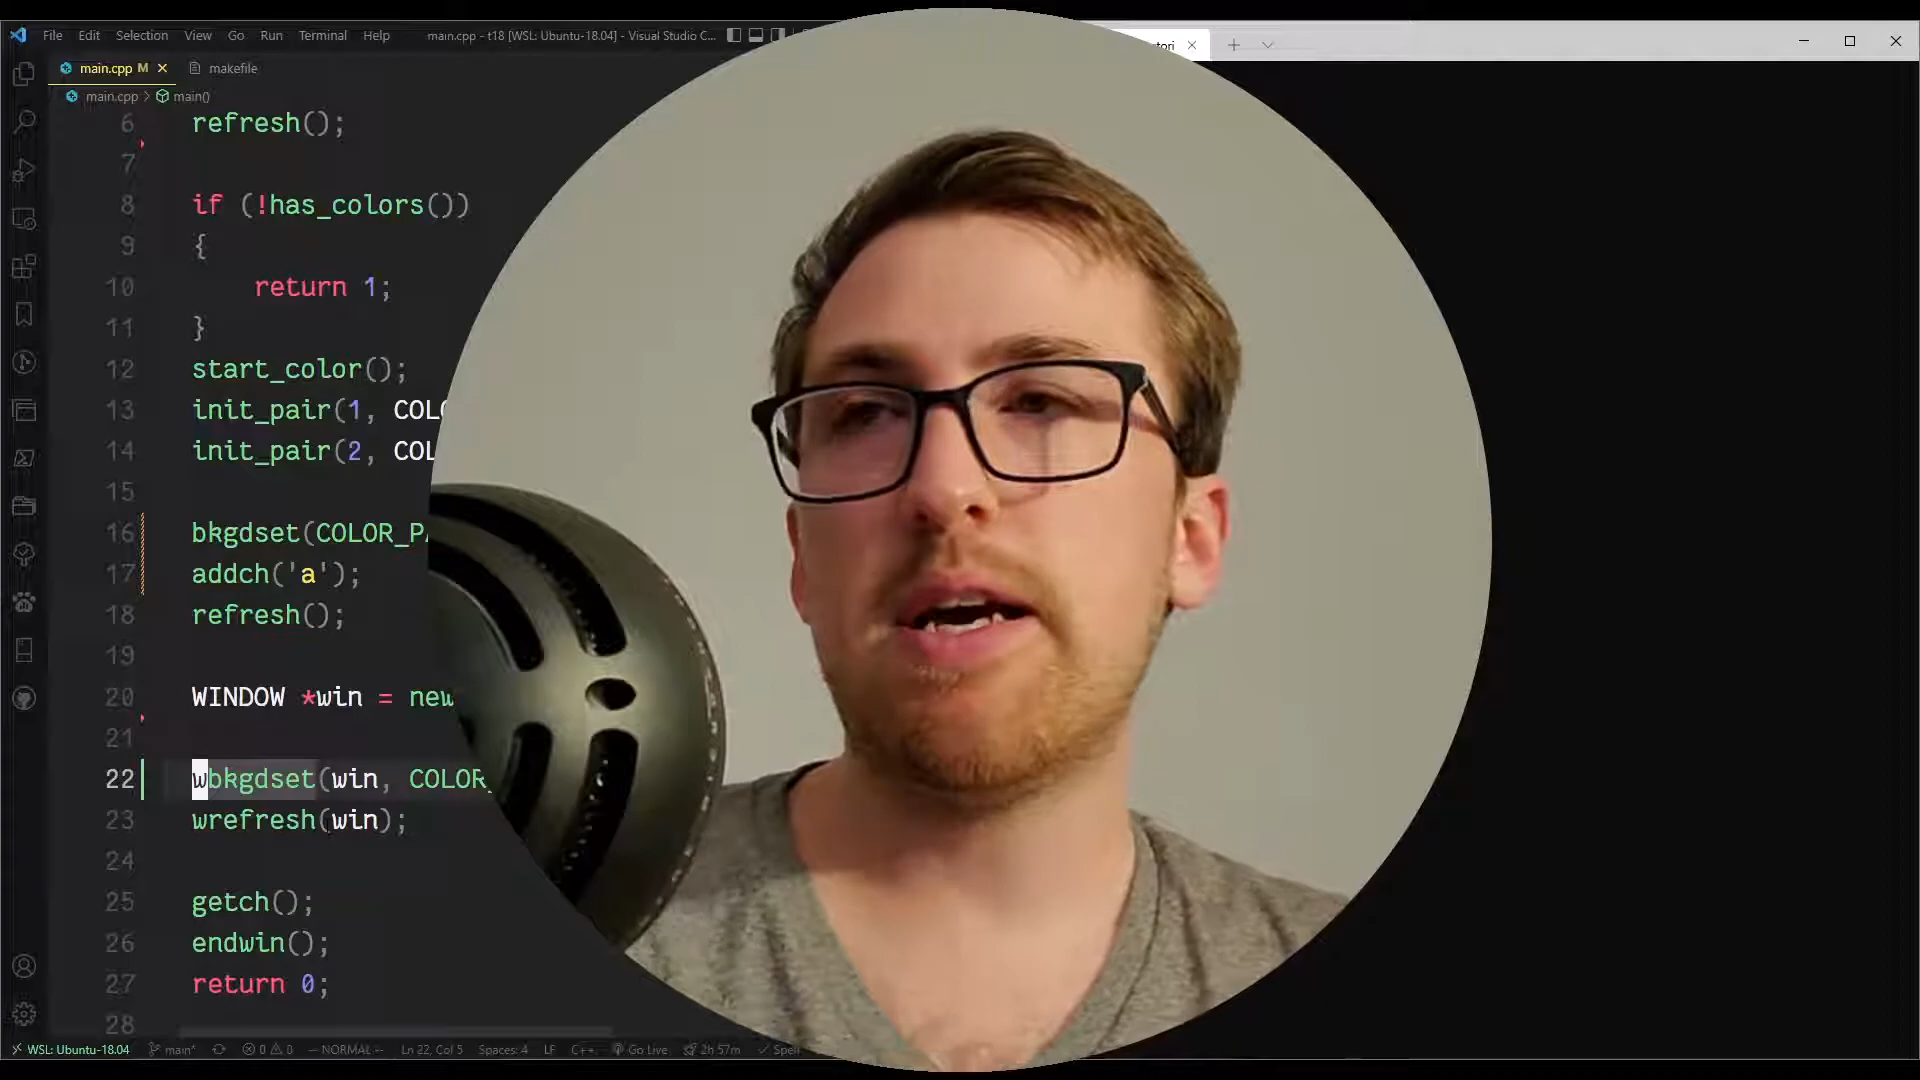 File Edit Selection View Go Run Terminal Help main.cpp - t18 [WSL: Ubuntu-18.04] - Visual Studio C...
main.cpp M makefile
main.cpp > main()
6 refresh();
7
8 if (!has_colors())
9 {
10 return 1;
11 }
12 start_color();
13 init_pair(1, COL
14 init_pair(2, COL
15
16 bkgdset(COLOR_P
17 addch('a');
18 refresh();
19
20 WINDOW *win = new
21
22 wbkgdset(win, COLOR_
23 wrefresh(win);
24
25 getch();
26 endwin();
27 return 0;
28
WSL: Ubuntu-18.04 main* 0 0 -- NORMAL -- Ln 22, Col 5 Spaces: 4 LF C++ Go Live 2h 57m Spell